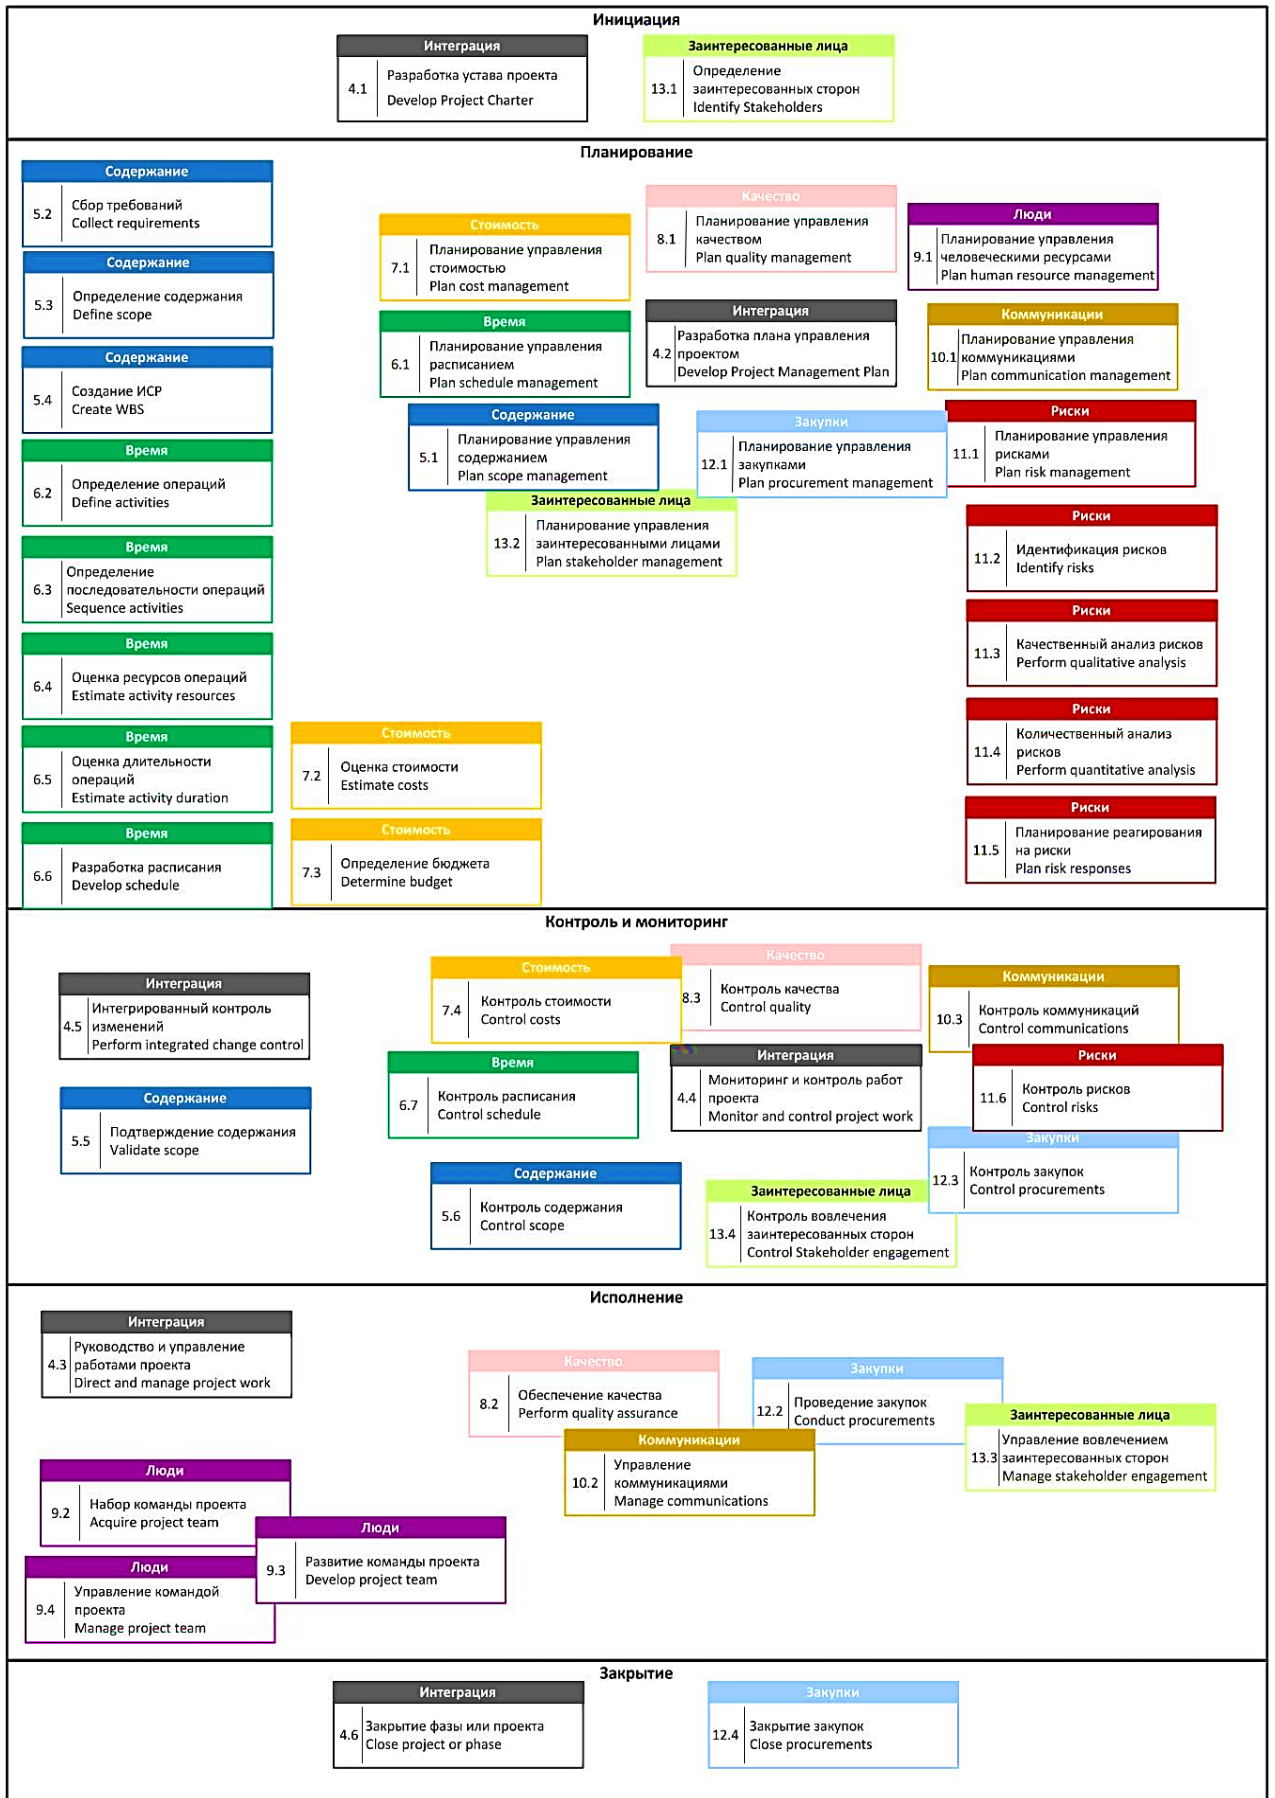 Инициация
Интеграция
4.1
Разработка устава проекта
Develop Project Charter
Заинтересованные лица
13.1
Определение
заинтересованных сторон
Identify Stakeholders
Планирование
Содержание
5.2
Сбор требований
Collect requirements
Содержание
5.3
Определение содержания
Define scope
Содержание
5.4
Создание ИСР
Create WBS
Время
6.2
Определение операций
Define activities
Время
6.3
Определение
последовательности операций
Sequence activities
Время
6.4
Оценка ресурсов операций
Estimate activity resources
Время
6.5
Оценка длительности
операций
Estimate activity duration
Время
6.6
Разработка расписания
Develop schedule
Стоимость
7.2
Оценка стоимости
Estimate costs
Стоимость
7.3
Определение бюджета
Determine budget
Стоимость
7.1
Планирование управления
стоимостью
Plan cost management
Время
6.1
Планирование управления
расписанием
Plan schedule management
Содержание
5.1
Планирование управления
содержанием
Plan scope management
Заинтересованные лица
13.2
Планирование управления
заинтересованными лицами
Plan stakeholder management
Качество
8.1
Планирование управления
качеством
Plan quality management
Интеграция
4.2
Разработка плана управления
проектом
Develop Project Management Plan
Закупки
12.1
Планирование управления
закупками
Plan procurement management
Люди
9.1
Планирование управления
человеческими ресурсами
Plan human resource management
Коммуникации
10.1
Планирование управления
коммуникациями
Plan communication management
Риски
11.1
Планирование управления
рисками
Plan risk management
Риски
11.2
Идентификация рисков
Identify risks
Риски
11.3
Качественный анализ рисков
Perform qualitative analysis
Риски
11.4
Количественный анализ
рисков
Perform quantitative analysis
Риски
11.5
Планирование реагирования
на риски
Plan risk responses
Контроль и мониторинг
Интеграция
4.5
Интегрированный контроль
изменений
Perform integrated change control
Содержание
5.5
Подтверждение содержания
Validate scope
Стоимость
7.4
Контроль стоимости
Control costs
Время
6.7
Контроль расписания
Control schedule
Содержание
5.6
Контроль содержания
Control scope
Качество
8.3
Контроль качества
Control quality
Интеграция
4.4
Мониторинг и контроль работ
проекта
Monitor and control project work
Заинтересованные лица
13.4
Контроль вовлечения
заинтересованных сторон
Control Stakeholder engagement
Коммуникации
10.3
Контроль коммуникаций
Control communications
Риски
11.6
Контроль рисков
Control risks
Закупки
12.3
Контроль закупок
Control procurements
Исполнение
Интеграция
4.3
Руководство и управление
работами проекта
Direct and manage project work
Люди
9.2
Набор команды проекта
Acquire project team
Люди
9.3
Развитие команды проекта
Develop project team
Люди
9.4
Управление командой
проекта
Manage project team
Качество
8.2
Обеспечение качества
Perform quality assurance
Коммуникации
10.2
Управление
коммуникациями
Manage communications
Закупки
12.2
Проведение закупок
Conduct procurements
Заинтересованные лица
13.3
Управление вовлечением
заинтересованных сторон
Manage stakeholder engagement
Закрытие
Интеграция
4.6
Закрытие фазы или проекта
Close project or phase
Закупки
12.4
Закрытие закупок
Close procurements